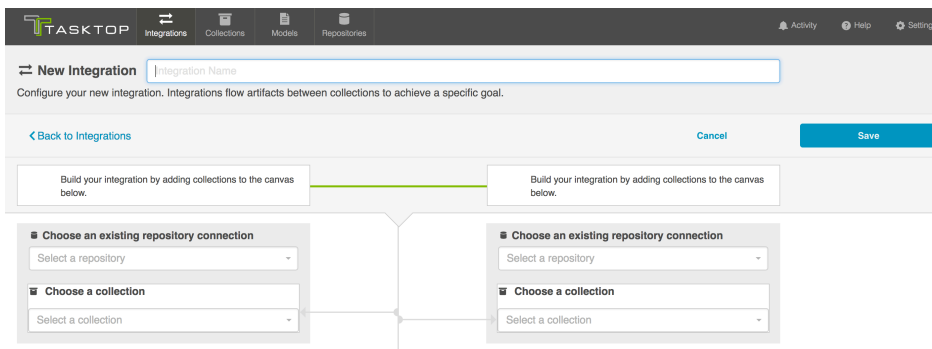 TASKTOP
Integrations
Collections
Models
Repositories
Activity
Help
Setting
New Integration
Integration Name
Configure your new integration. Integrations flow artifacts between collections to achieve a specific goal.
Back to Integrations
Cancel
Save
Build your integration by adding collections to the canvas
below.
Build your integration by adding collections to the canvas
below.
Choose an existing repository connection
Select a repository
Choose a collection
Select a collection
Choose an existing repository connection
Select a repository
Choose a collection
Select a collection